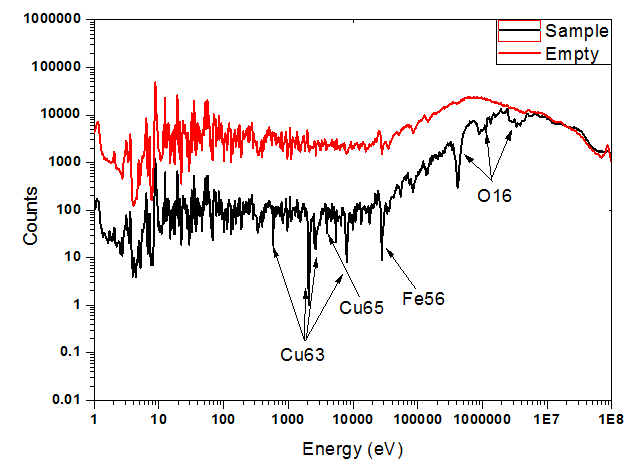 1000000
100000
10000
1000
100
10
1
0.1
0.01
Counts
Sample
Empty
O16
Fe56
Cu65
Cu63
1 10 100 1000 10000 100000 1000000 1E7 1E8
Energy (eV)